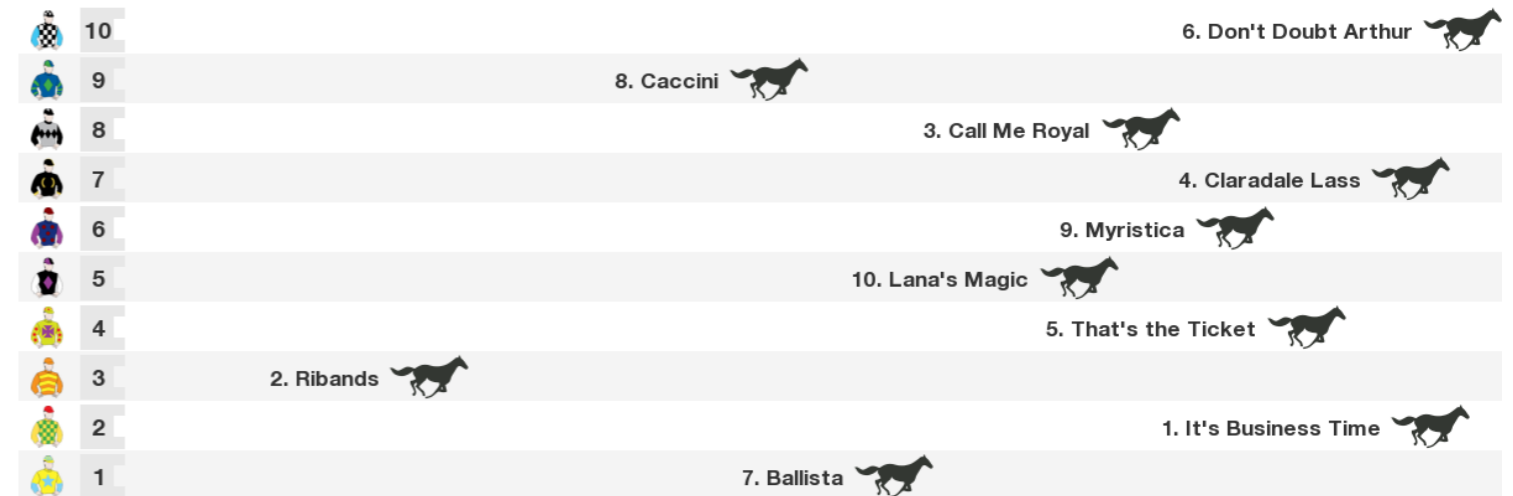 10 6. Don't Doubt Arthur
9 8. Caccini
8 3. Call Me Royal
7 4. Claradale Lass
6 9. Myristica
5 10. Lana's Magic
4 5. That's the Ticket
3 2. Ribands
2 1. It's Business Time
1 7. Ballista